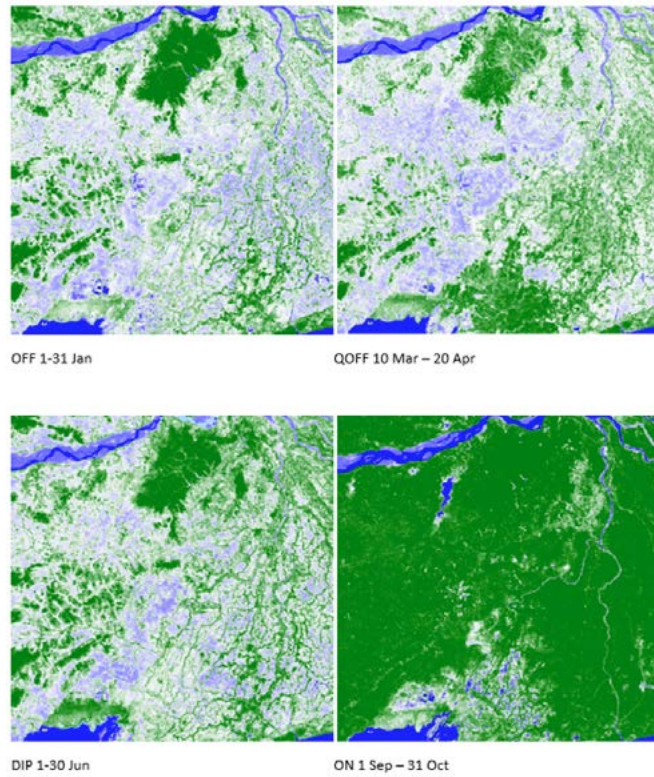 OFF 1-31 Jan
QOFF 10 Mar – 20 Apr
DIP 1-30 Jun
ON 1 Sep – 31 Oct